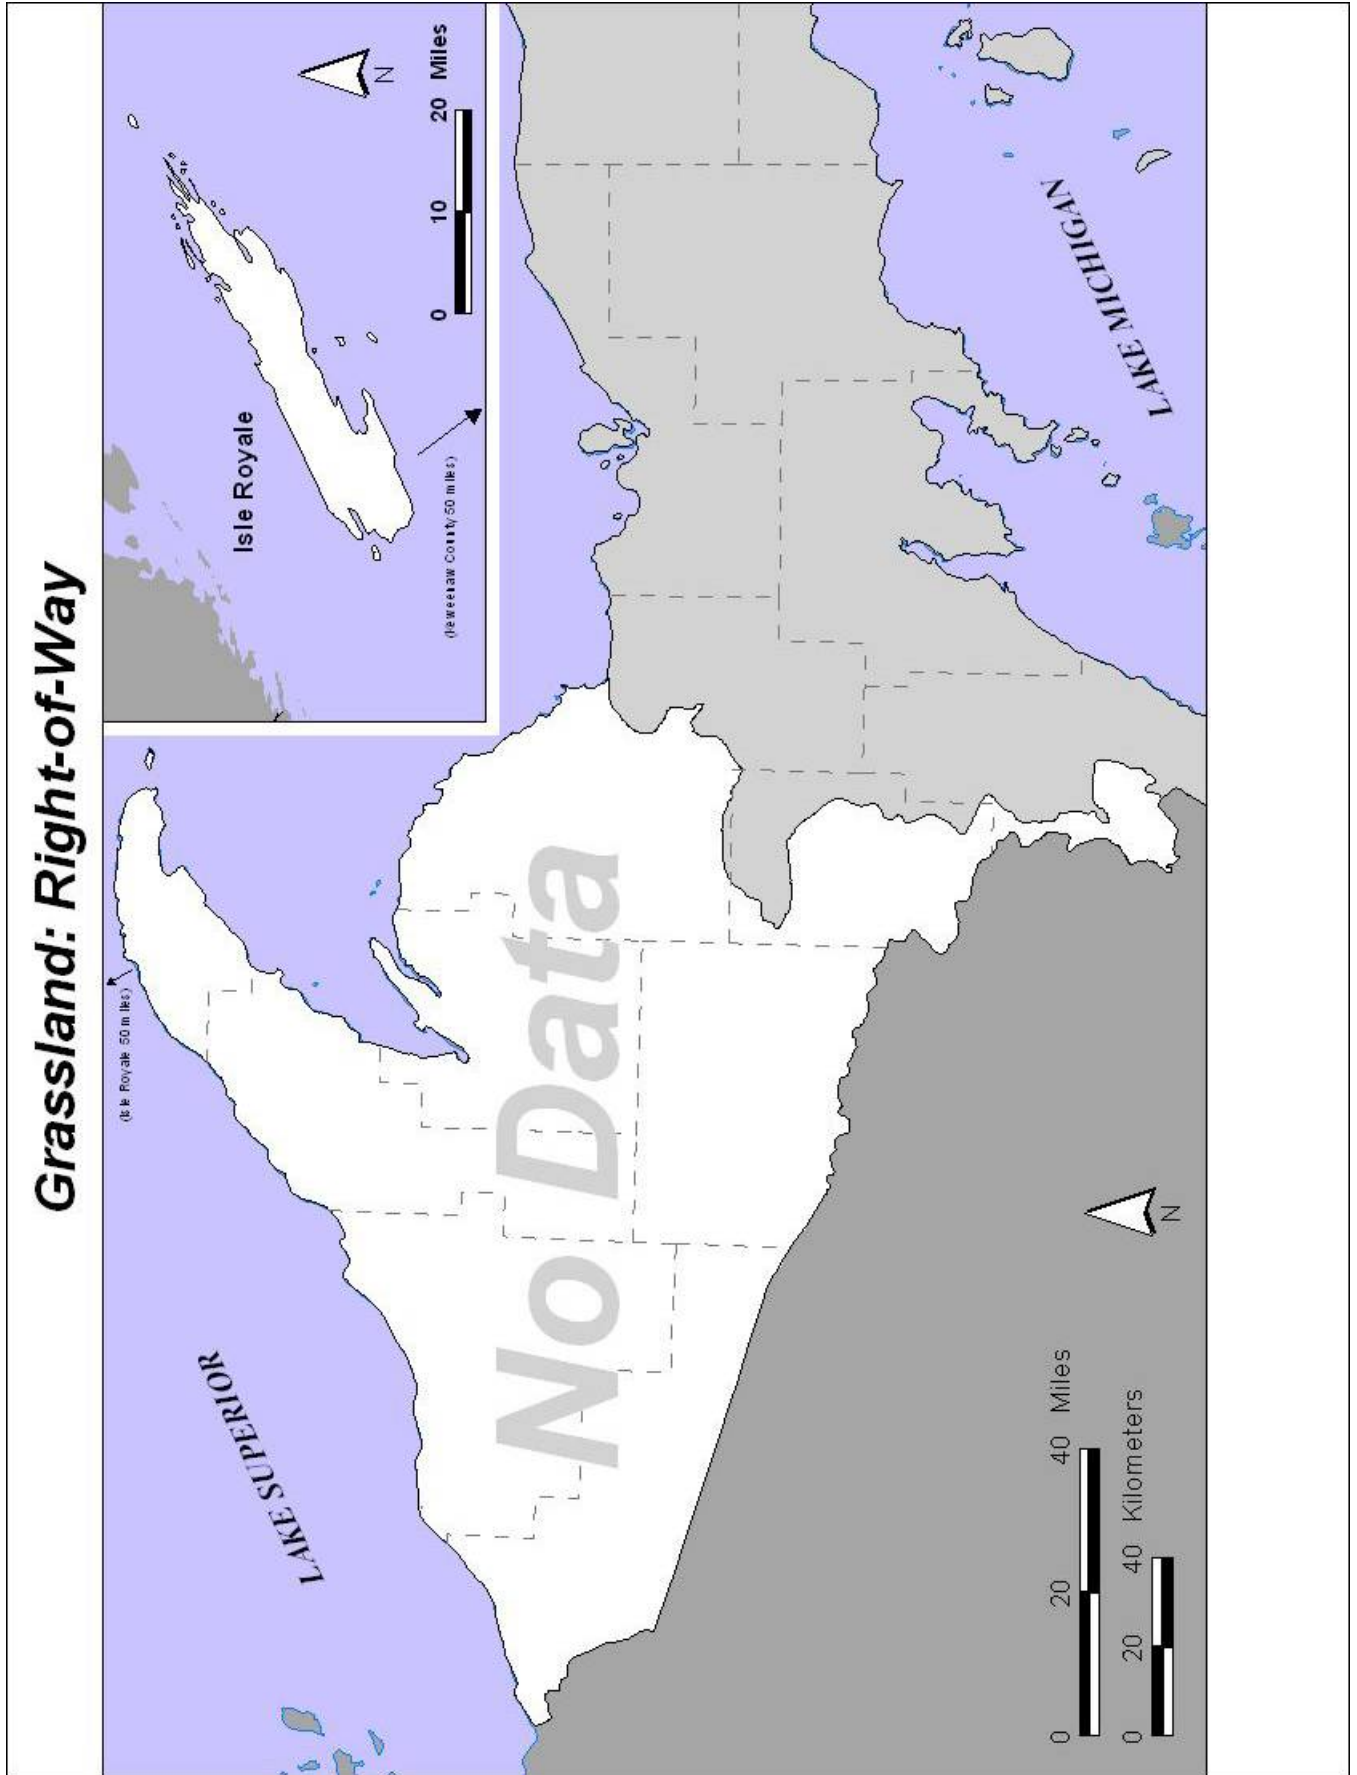 Grassland: Right-of-Way
Isle Royale
N
0 10 20 Miles
(Keweenaw County 50 miles)
(Isle Royale 50 miles)
LAKE SUPERIOR
No Data
LAKE MICHIGAN
N
0 20 40 Miles
0 20 40 Kilometers